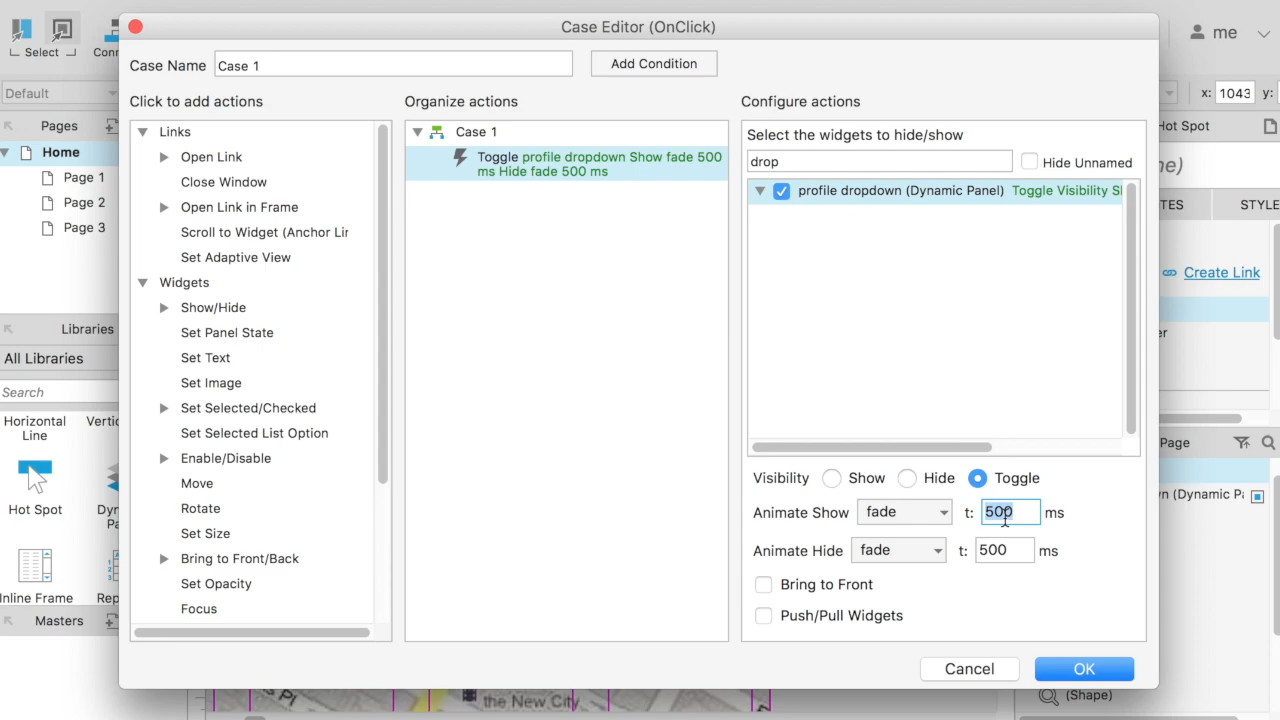 Case Editor (OnClick)
me
Select
Default
x: 1043 y:
Case Name Case 1 Add Condition
Click to add actions
Organize actions
Configure actions
Pages
Home
Page 1
Page 2
Page 3
Libraries
All Libraries
Search
Horizontal
Line
Hot Spot
Inline Frame
Masters
Links
Open Link
Close Window
Open Link in Frame
Scroll to Widget (Anchor
Set Adaptive View
Widgets
Show/Hide
Set Panel State
Set Text
Set Image
Set Selected/Checked
Set Selected List Option
Enable/Disable
Move
Rotate
Set Size
Bring to Front/Back
Set Opacity
Focus
Case 1
Toggle profile dropdown Show fade 500
ms Hide fade 500 ms
Select the widgets to hide/show
drop Hide Unnamed
profile dropdown (Dynamic Panel) Toggle Visibility
Visibility Show Hide Toggle
Animate Show fade t: 500 ms
Animate Hide fade t: 500 ms
Bring to Front
Push/Pull Widgets
Cancel OK
Hot Spot
STYLE
Create Link
Page
(Dynamic
(Shape)
the New City